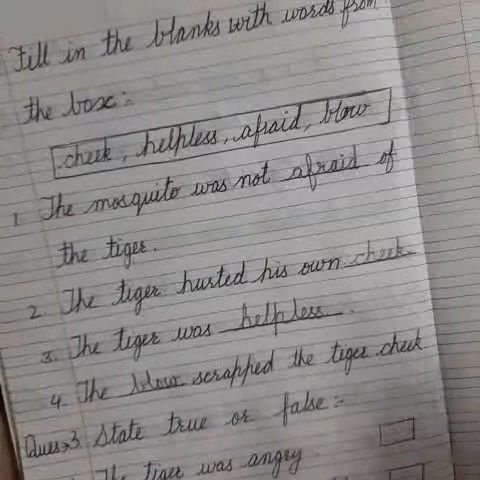 Fill in the blanks with words from
the box:-
cheek, helpless, afraid, blow
1. The mosquito was not afraid of
the tiger.
2. The tiger hurted his own cheek
3. The tiger was helpless.
4. The blow scrapped the tiger cheek
Ques→3 State true or false:-
The tiger was angry.